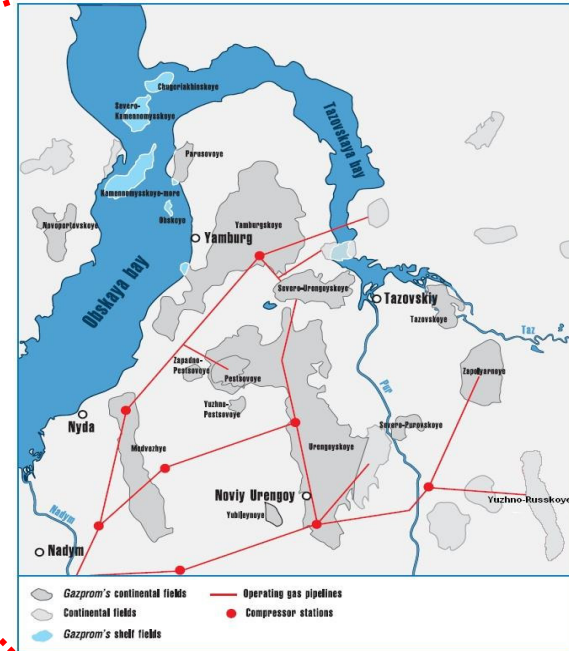 Chugoriakhinskoye
Severo-
Kamennomysskoye
Parusovoye
Tazovskaya bay
Kamennomysskoye-more
Obskoye
Novoportovskoye
Yamburgskoye
Yamburg
Obskaya bay
Severo-Urengoyskoye
Tazovskiy
Tazovskoye
Taz
Zapadno-
Pestsovoye
Pestsovoye
Pur
Zapolyarnoye
Yuzhno-
Pestsovoye
Nyda
Medvezhye
Urengoyskoye
Severo-Purovskoye
Noviy Urengoy
Yubileynoye
Yuzhno-Russkoye
Nadym
Nadym
Gazprom's continental fields
Operating gas pipelines
Continental fields
Compressor stations
Gazprom's shelf fields